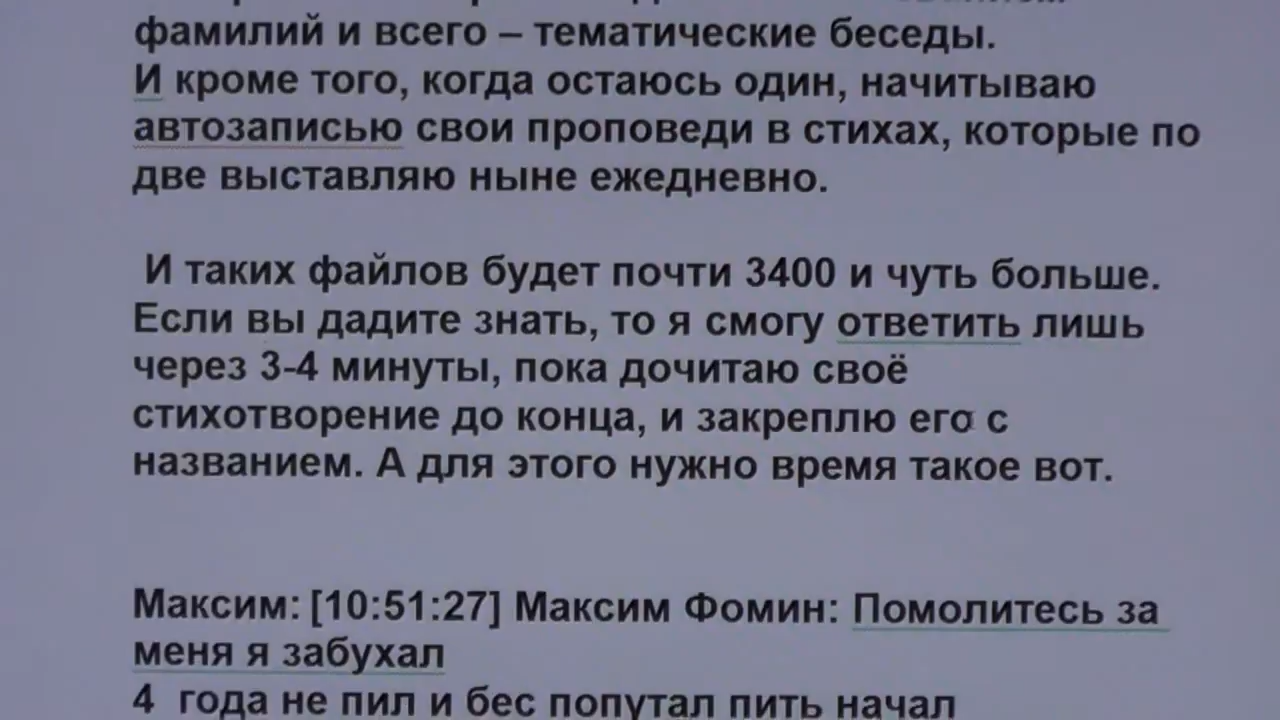 фамилий и всего – тематические беседы.
И кроме того, когда остаюсь один, начитываю
автозаписью свои проповеди в стихах, которые по
две выставляю ныне ежедневно.
И таких файлов будет почти 3400 и чуть больше.
Если вы дадите знать, то я смогу ответить лишь
через 3-4 минуты, пока дочитаю своё
стихотворение до конца, и закреплю его с
названием. А для этого нужно время такое вот.
Максим: [10:51:27] Максим Фомин: Помолитесь за
меня я забухал
4 года не пил и бес попутал пить начал